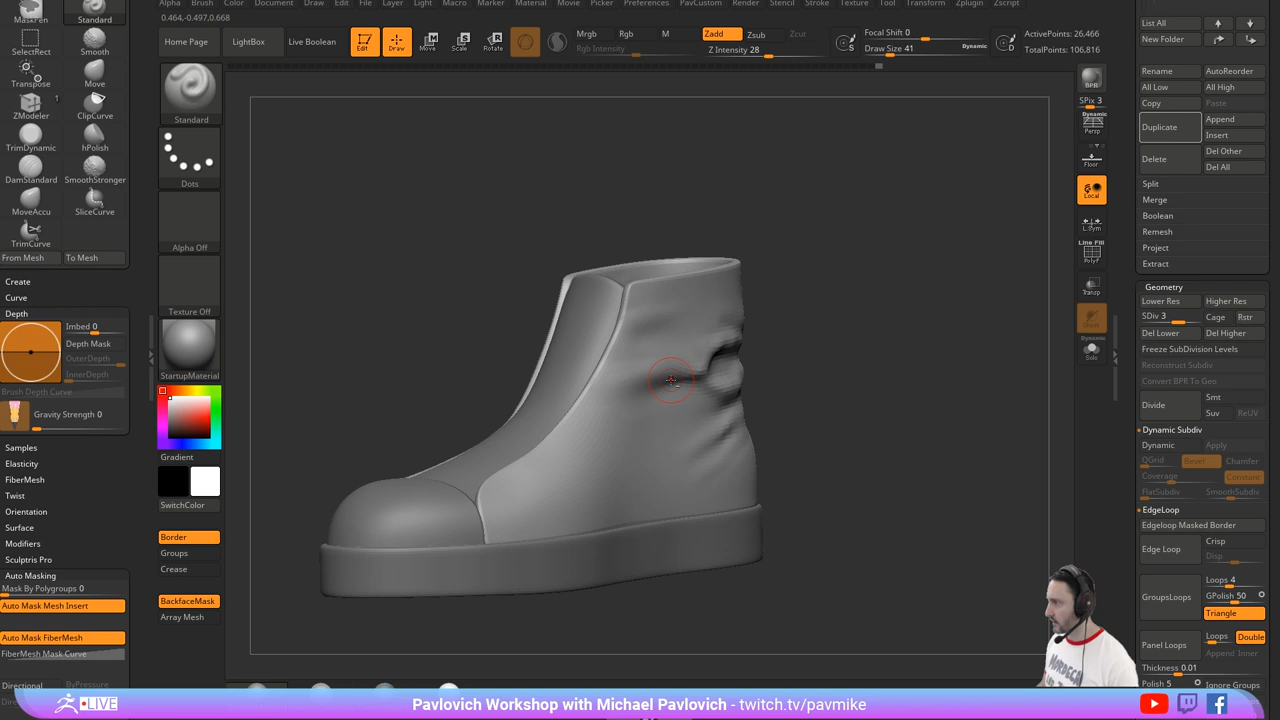 Alpha Brush Color Document Draw Edit File Layer Light Macro Marker Material Movie Picker Preferences PavCustom Render Stencil Stroke Texture Tool Transform Zplugin Zscript
0.464,-0.497,0.668
MaskPen Standard
SelectRect Smooth
Transpose Move
ZModeler 1 ClipCurve
TrimDynamic hPolish
DamStandard SmoothStronger
MoveAccu SliceCurve
TrimCurve
From Mesh To Mesh
Create
Curve
Depth
Imbed 0
Depth Mask
OuterDepth
InnerDepth
Brush Depth Curve
Gravity Strength 0
Samples
Elasticity
FiberMesh
Twist
Orientation
Surface
Modifiers
Sculptris Pro
Auto Masking
Mask By Polygroups 0
Auto Mask Mesh Insert
Auto Mask FiberMesh
FiberMesh Mask Curve
Directional ByPressure
Home Page LightBox Live Boolean
Edit Draw Move Scale Rotate
Mrgb Rgb M
Rgb Intensity
Zadd Zsub Zcut
Z Intensity 28
S
Focal Shift 0
Draw Size 41 Dynamic
D
ActivePoints: 26,466
TotalPoints: 106,816
Standard
Dots
Alpha Off
Texture Off
StartupMaterial
Gradient
SwitchColor
Border
Groups
Crease
BackfaceMask
Array Mesh
BPR
SPix 3
Dynamic
Persp
Floor
Local
L.Sym
Line Fill
PolyF
Transp
Ghost
Dynamic
Solo
List All
New Folder
Rename AutoReorder
All Low All High
Copy Paste
Duplicate Append
Insert
Delete Del Other
Del All
Split
Merge
Boolean
Remesh
Project
Extract
Geometry
Lower Res Higher Res
SDiv 3 Cage Rstr
Del Lower Del Higher
Freeze SubDivision Levels
Reconstruct Subdiv
Convert BPR To Geo
Divide Smt
Suv ReUV
Dynamic Subdiv
Dynamic Apply
QGrid Bevel Chamfer
Coverage Constant
FlatSubdiv SmoothSubdiv
EdgeLoop
Edgeloop Masked Border
Edge Loop Crisp
Disp
GroupsLoops Loops 4
GPolish 50
Triangle
Panel Loops Loops Double
Append Inner
Thickness 0.01
Polish 5 Ignore Groups
LIVE
Pavlovich Workshop with Michael Pavlovich - twitch.tv/pavmike